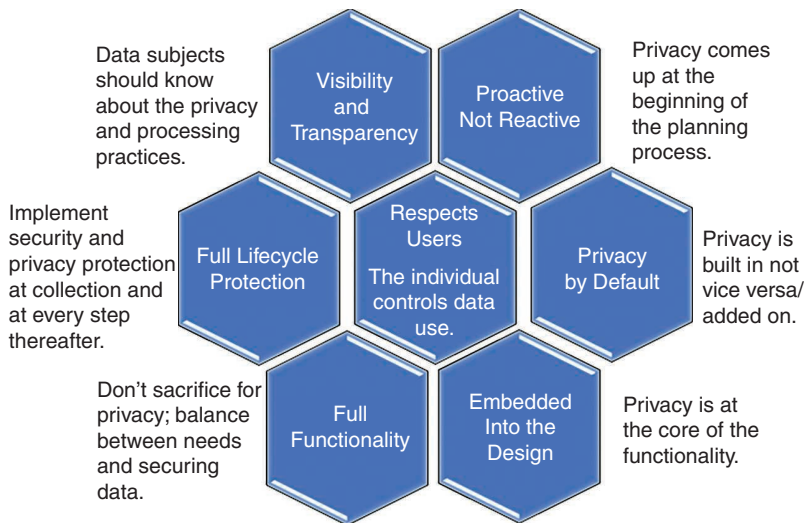 Data subjects
should know
about the privacy
and processing
practices.
Visibility
and
Transparency
Proactive
Not Reactive
Privacy comes
up at the
beginning of
the planning
process.
Implement
security and
privacy protection
at collection and
at every step
thereafter.
Full Lifecycle
Protection
Respects
Users
The individual
controls data
use.
Privacy
by Default
Privacy is
built in not
vice versa/
added on.
Don’t sacrifice for
privacy; balance
between needs
and securing
data.
Full
Functionality
Embedded
Into the
Design
Privacy is at
the core of the
functionality.